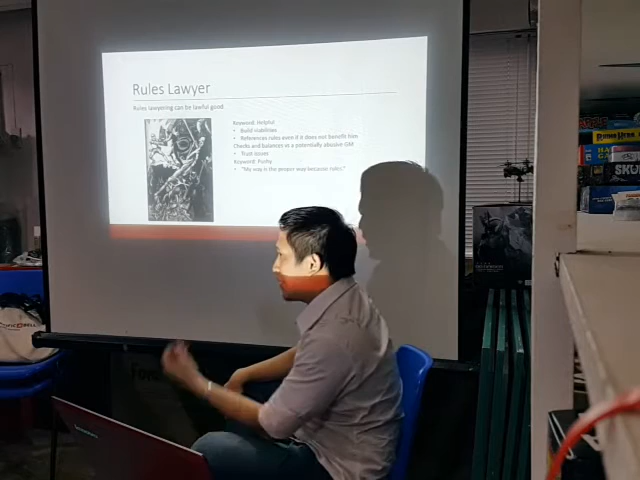 Rules Lawyer
Rules lawyering can be lawful good
Keyword: Helpful
• Build viabilities
• References rules even if it does not benefit him
Checks and balances vs a potentially abusive GM
• Trust issues
Keyword: Pushy
• "My way is the proper way because rules."